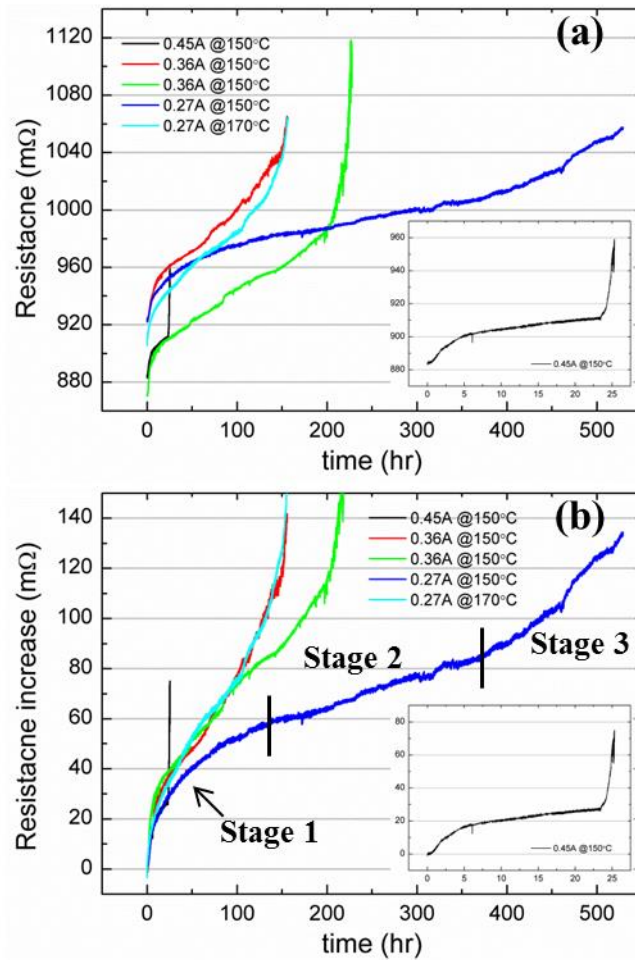 (a)
0.45A @150°C
0.36A @150°C
0.36A @150°C
0.27A @150°C
0.27A @170°C
Resistacne (mΩ)
1120
1080
1040
1000
960
920
880
960
940
920
900
880
0 5 10 15 20 25
0.45A @150°C
0 100 200 300 400 500
time (hr)
(b)
0.45A @150°C
0.36A @150°C
0.36A @150°C
0.27A @150°C
0.27A @170°C
Resistacne increase (mΩ)
140
120
100
80
60
40
20
0
Stage 1
Stage 2
Stage 3
80
60
40
20
0
0 5 10 15 20 25
0.45A @150°C
0 100 200 300 400 500
time (hr)